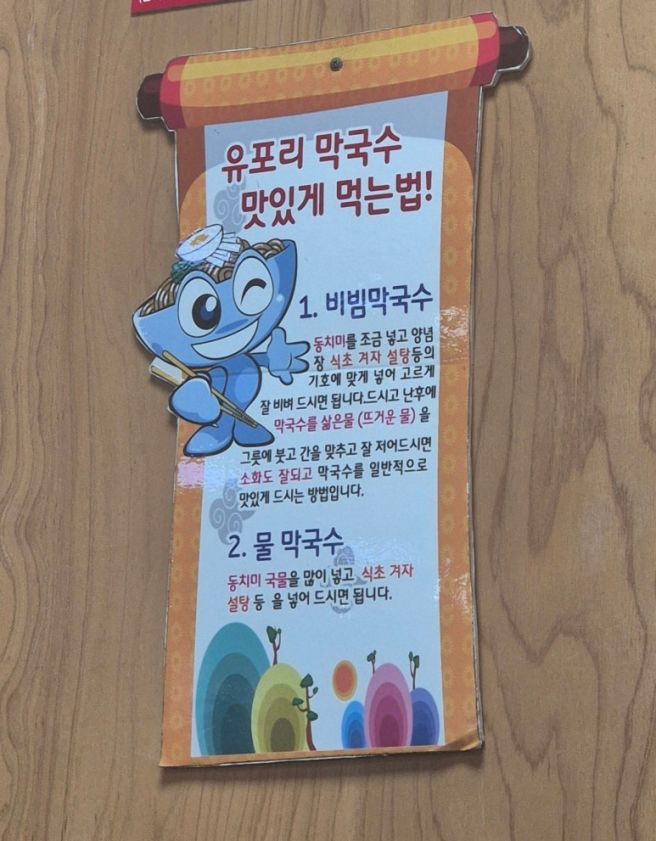 유포리 막국수
맛있게 먹는법!
1. 비빔막국수
동치미를 조금 넣고 양념
장 식초 겨자 설탕등의
기호에 맞게 넣어 고르게
잘 비벼 드시면 됩니다.드시고 난후에
막국수를 삶은물 (뜨거운 물) 을
그릇에 붓고 간을 맞추고 잘 저어드시면
소화도 잘되고 막국수를 일반적으로
맛있게 드시는 방법입니다.
2. 물 막국수
동치미 국물을 많이 넣고 식초 겨자
설탕 등 을 넣어 드시면 됩니다.